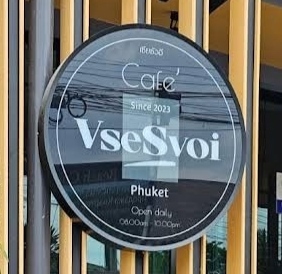 Cafe'
Since 2023
VseSvoi
Phuket
Open daily
08.00am - 10.00pm